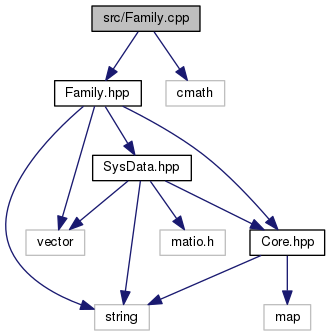 src/Family.cpp
Family.hpp
cmath
SysData.hpp
vector
matio.h
Core.hpp
string
map